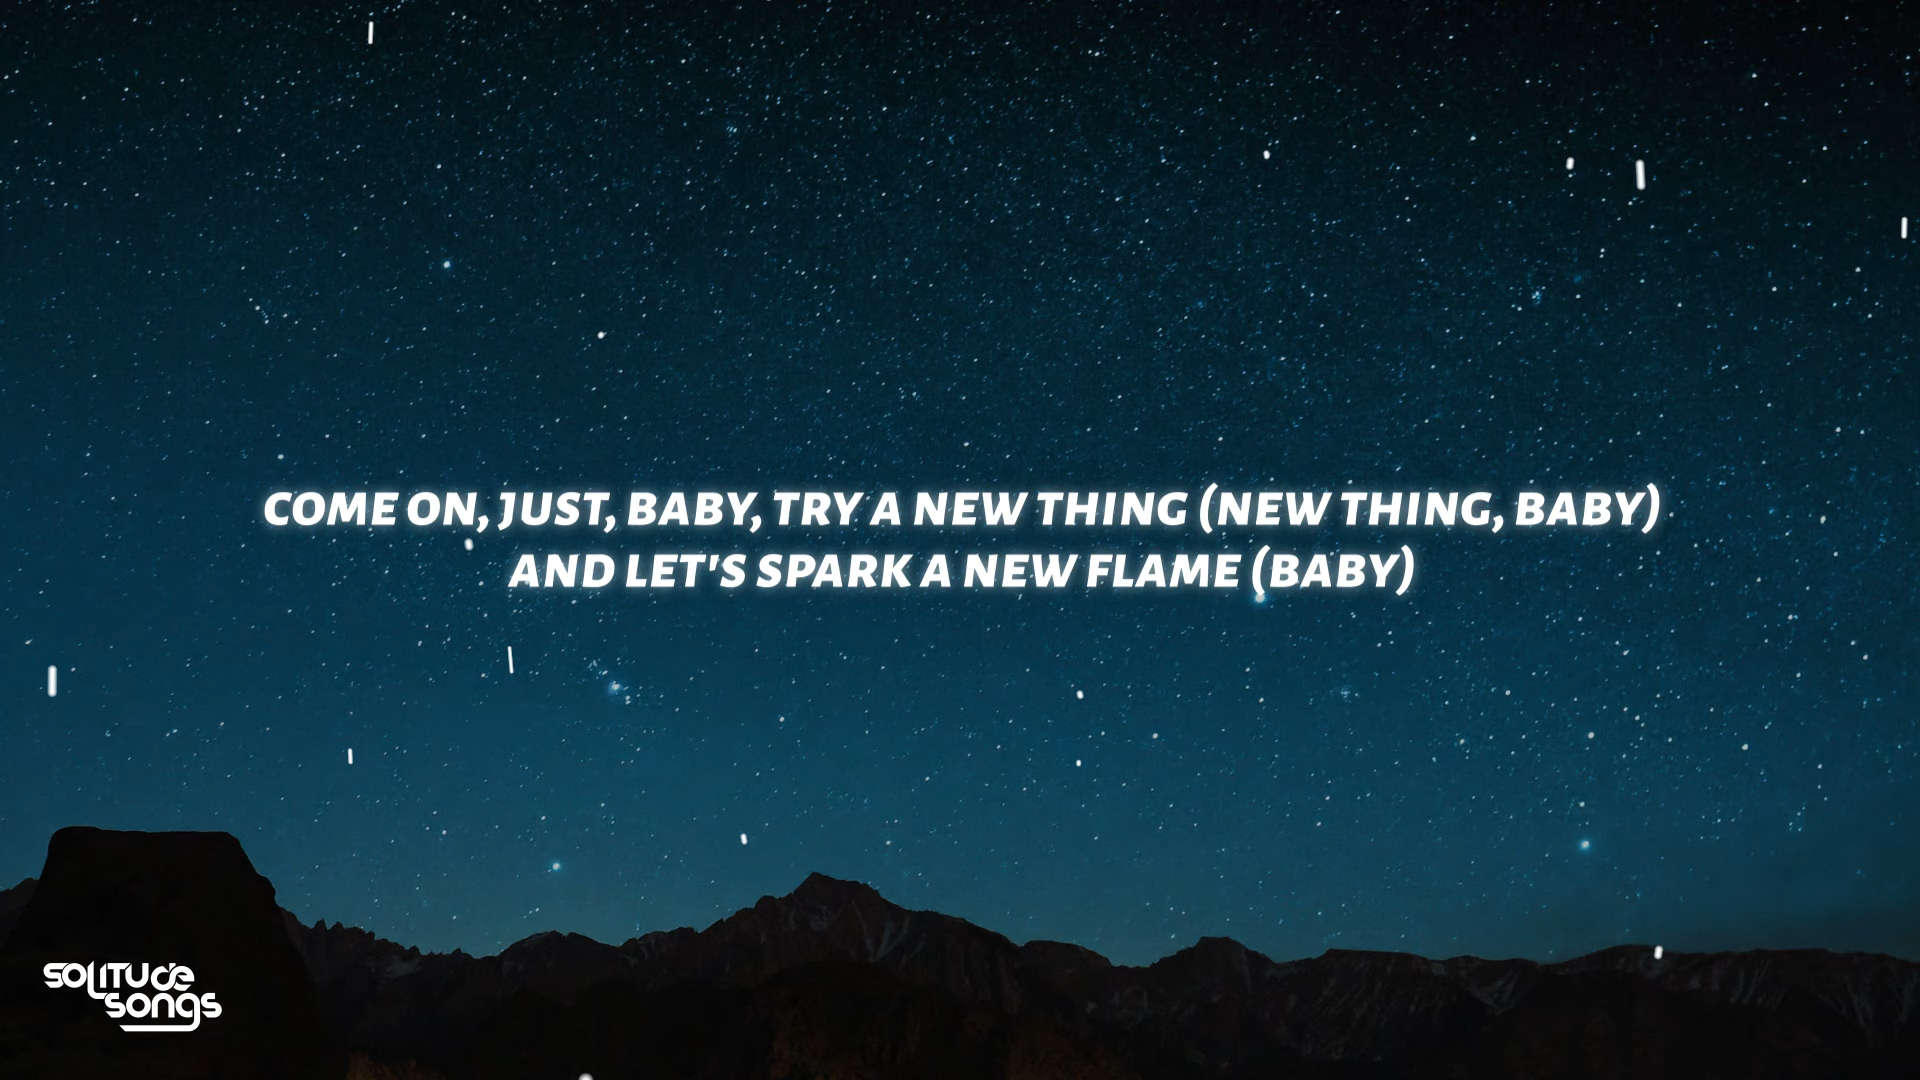 COME ON, JUST, BABY, TRY A NEW THING (NEW THING, BABY)
AND LET'S SPARK A NEW FLAME (BABY)
SOLITUDE
SONGS